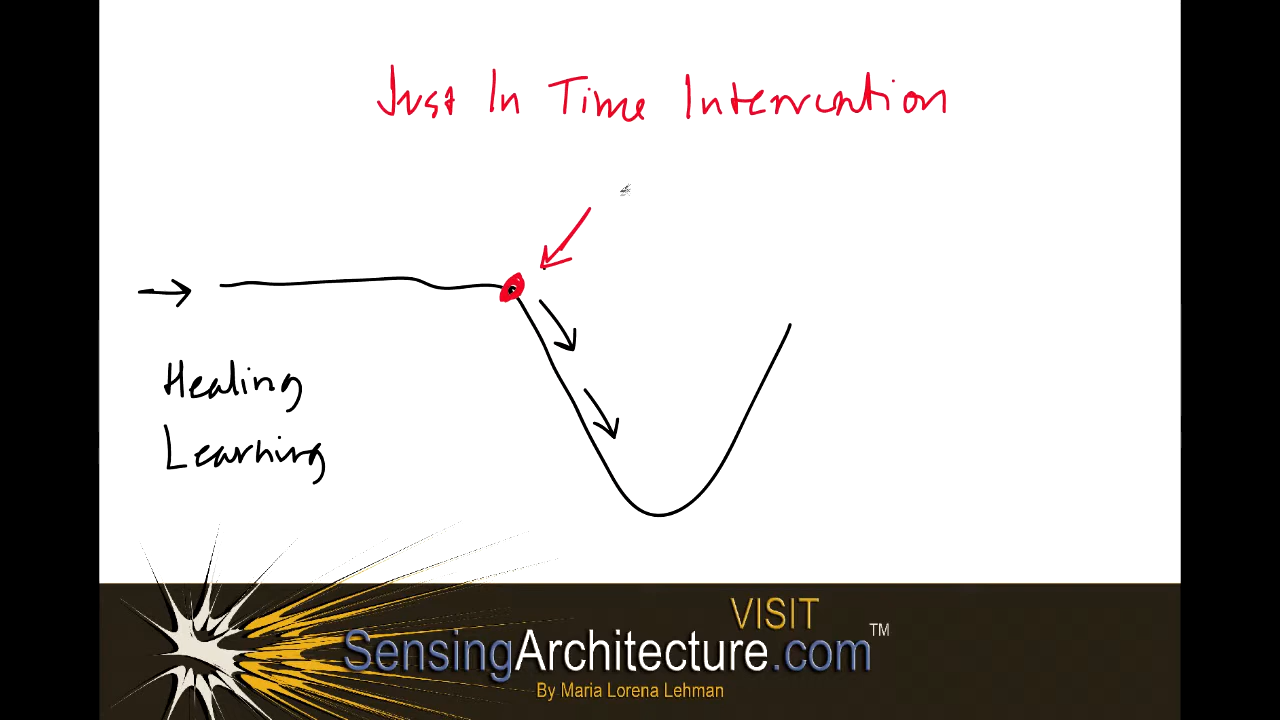 Just In Time Intervention
Healing
Learning
VISIT
SensingArchitecture.com™
By Maria Lorena Lehman